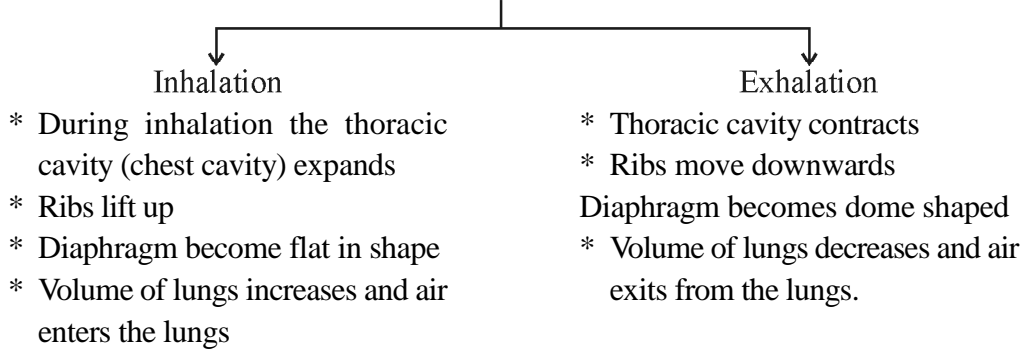 Inhalation
* During inhalation the thoracic
cavity (chest cavity) expands
* Ribs lift up
* Diaphragm become flat in shape
* Volume of lungs increases and air
enters the lungs
Exhalation
* Thoracic cavity contracts
* Ribs move downwards
Diaphragm becomes dome shaped
* Volume of lungs decreases and air
exits from the lungs.